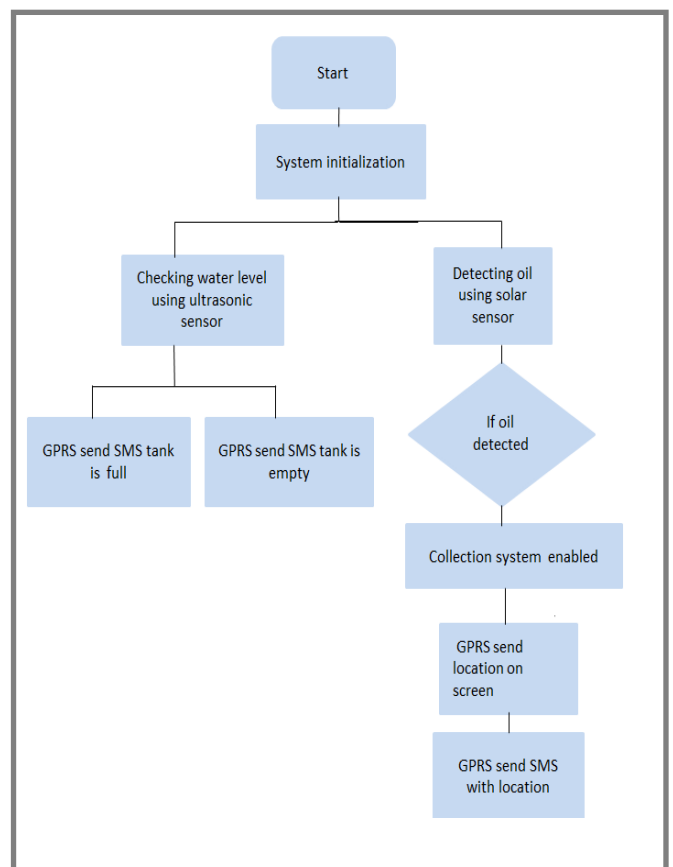 Start
System initialization
Checking water level
using ultrasonic
sensor
Detecting oil
using solar
sensor
GPRS send SMS tank
is full
GPRS send SMS tank is
empty
If oil
detected
Collection system enabled
GPRS send
location on
screen
GPRS send SMS
with location